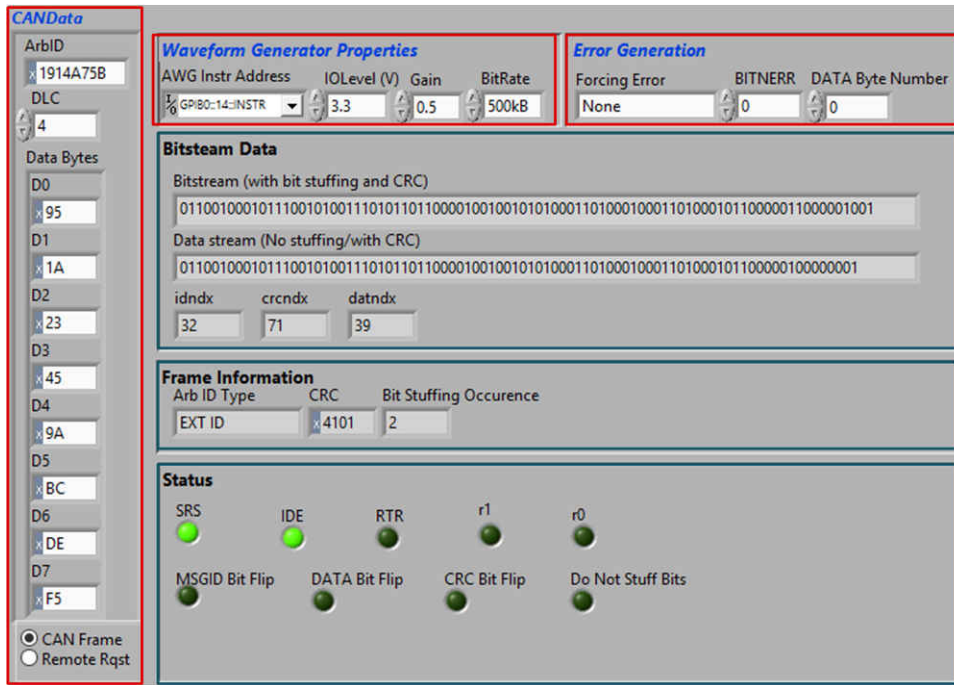 CANData
ArbID
x 1914A75B
DLC
4
Data Bytes
D0
x 95
D1
x 1A
D2
x 23
D3
x 45
D4
x 9A
D5
x BC
D6
x DE
D7
x F5
CAN Frame
Remote Rqst
Waveform Generator Properties
AWG Instr Address IOLevel (V) Gain BitRate
I/O GPIB0::14::INSTR 3.3 0.5 500kB
Error Generation
Forcing Error BITNERR DATA Byte Number
None 0 0
Bitsteam Data
Bitstream (with bit stuffing and CRC)
0110010001011100101001110101101100001001001010100011010001000110100010110000011000001001
Data stream (No stuffing/with CRC)
01100100010111001010011101011011000010010010101000110100010001101000101100000100000001
idndx crcndx datndx
32 71 39
Frame Information
Arb ID Type CRC Bit Stuffing Occurence
EXT ID x 4101 2
Status
SRS IDE RTR r1 r0
MSGID Bit Flip DATA Bit Flip CRC Bit Flip Do Not Stuff Bits